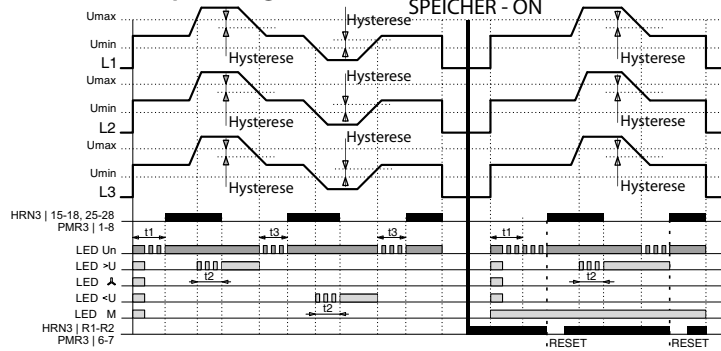 SPEICHER - ON
Umax
Umin
L1
Hysterese
Hysterese
Hysterese
Umax
Umin
L2
Hysterese
Hysterese
Hysterese
Umax
Umin
L3
Hysterese
Hysterese
Hysterese
HRN3 | 15-18, 25-28
PMR3 | 1-8
t1
t3
t3
t1
LED Un
LED >U
t2
t2
LED
LED <U
t2
LED M
HRN3 | R1-R2
PMR3 | 6-7
RESET
RESET